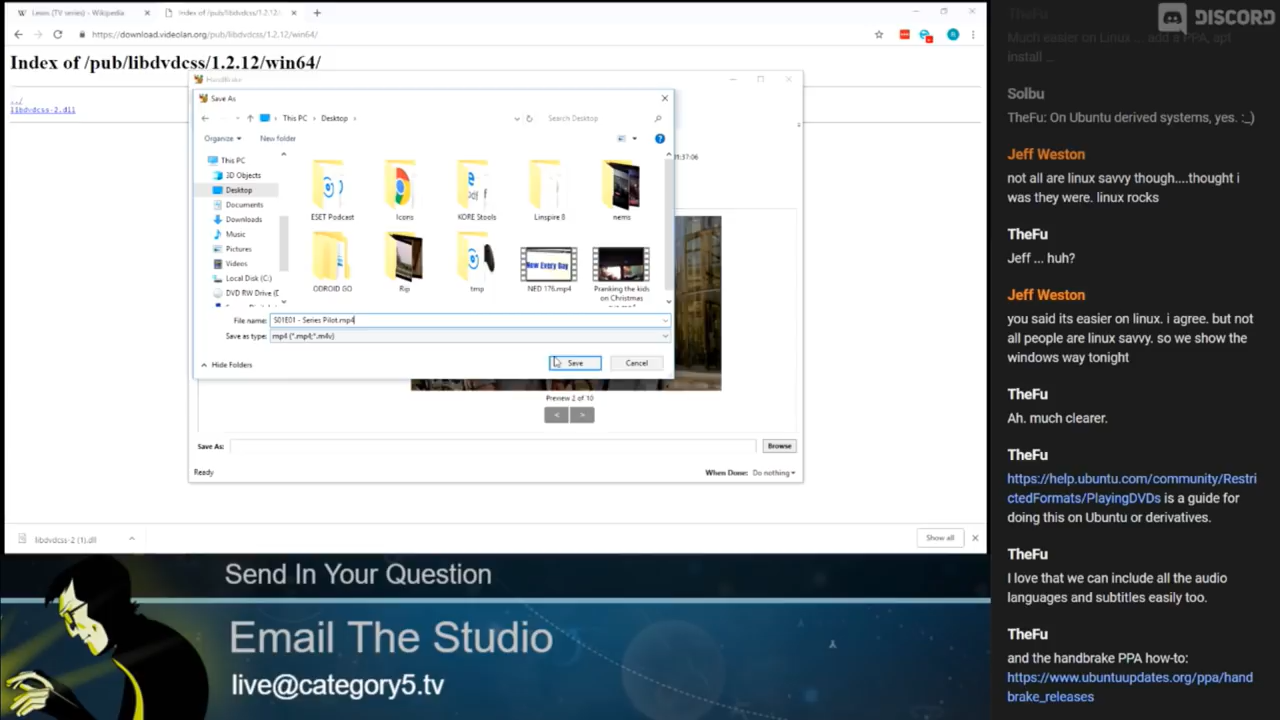 Lewis (TV series) - Wikipedia
Index of /pub/libdvdcss/1.2.12/
https://download.videolan.org/pub/libdvdcss/1.2.12/win64/
R
Index of /pub/libdvdcss/1.2.12/win64/
../
libdvdcss-2.dll
HandBrake
Save As
This PC > Desktop >
Search Desktop
Organize
New folder
This PC
3D Objects
Desktop
Documents
Downloads
Music
Pictures
Videos
Local Disk (C:)
DVD RW Drive (E
ESET Podcast
Icons
KORE Stools
Linspire 8
nems
ODROID GO
Rip
tmp
New Every Day
NED 176.mp4
Pranking the kids
on Christmas
File name: S01E01 - Series Pilot.mp4
Save as type: mp4 (*.mp4;*.m4v)
Hide Folders
Save
Cancel
Preview 2 of 10
< >
Save As:
Browse
Ready
When Done: Do nothing
libdvdcss-2 (1).dll
Show all
Send In Your Question
Email The Studio
live@category5.tv
DISCORD
TheFu
Much easier on Linux ... add a PPA, apt
install ...
Solbu
TheFu: On Ubuntu derived systems, yes. :_)
Jeff Weston
not all are linux savvy though....thought i
was they were. linux rocks
TheFu
Jeff ... huh?
Jeff Weston
you said its easier on linux. i agree. but not
all people are linux savvy. so we show the
windows way tonight
TheFu
Ah. much clearer.
TheFu
https://help.ubuntu.com/community/Restri
ctedFormats/PlayingDVDs is a guide for
doing this on Ubuntu or derivatives.
TheFu
I love that we can include all the audio
languages and subtitles easily too.
TheFu
and the handbrake PPA how-to:
https://www.ubuntuupdates.org/ppa/hand
brake_releases